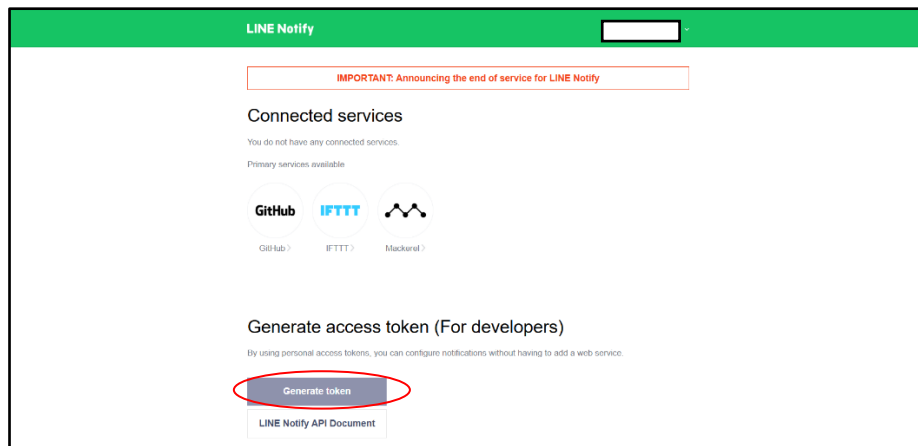 LINE Notify
IMPORTANT: Announcing the end of service for LINE Notify
Connected services
You do not have any connected services.
Primary services available
GitHub IFTTT
GitHub IFTTT Mackerel
Generate access token (For developers)
By using personal access tokens, you can configure notifications without having to add a web service.
Generate token
LINE Notify API Document